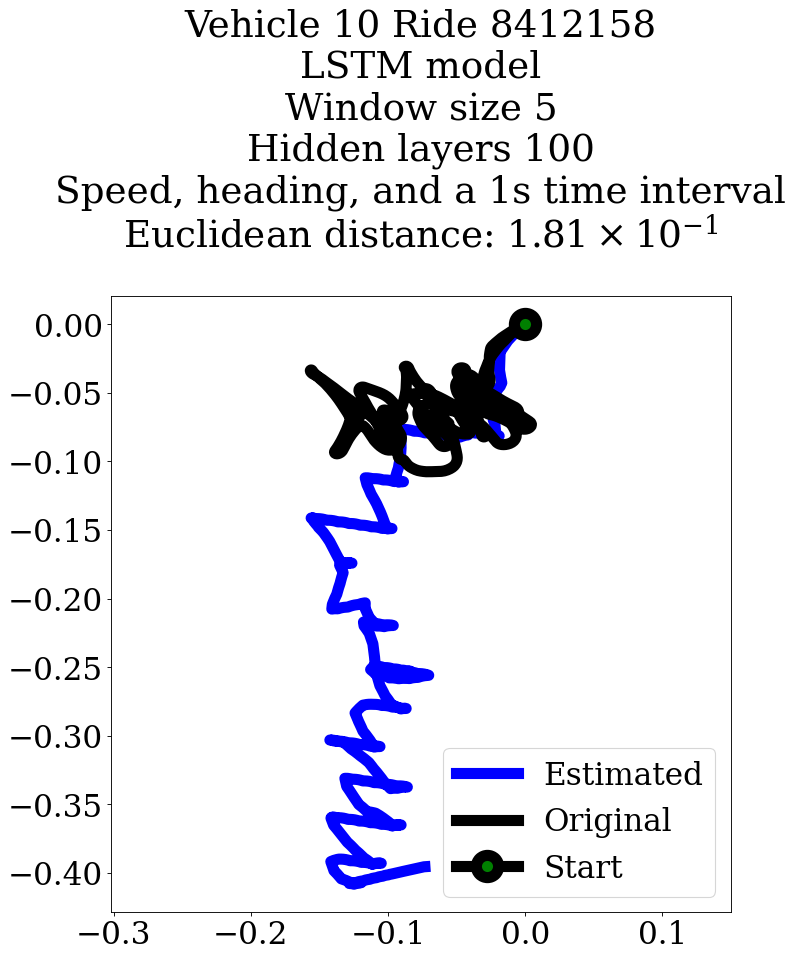 Vehicle 10 Ride 8412158
LSTM model
Window size 5
Hidden layers 100
Speed, heading, and a 1s time interval
Euclidean distance: 1.81 × 10⁻¹
0.00
−0.05
−0.10
−0.15
−0.20
−0.25
−0.30
−0.35
−0.40
Estimated
Original
Start
−0.3 −0.2 −0.1 0.0 0.1